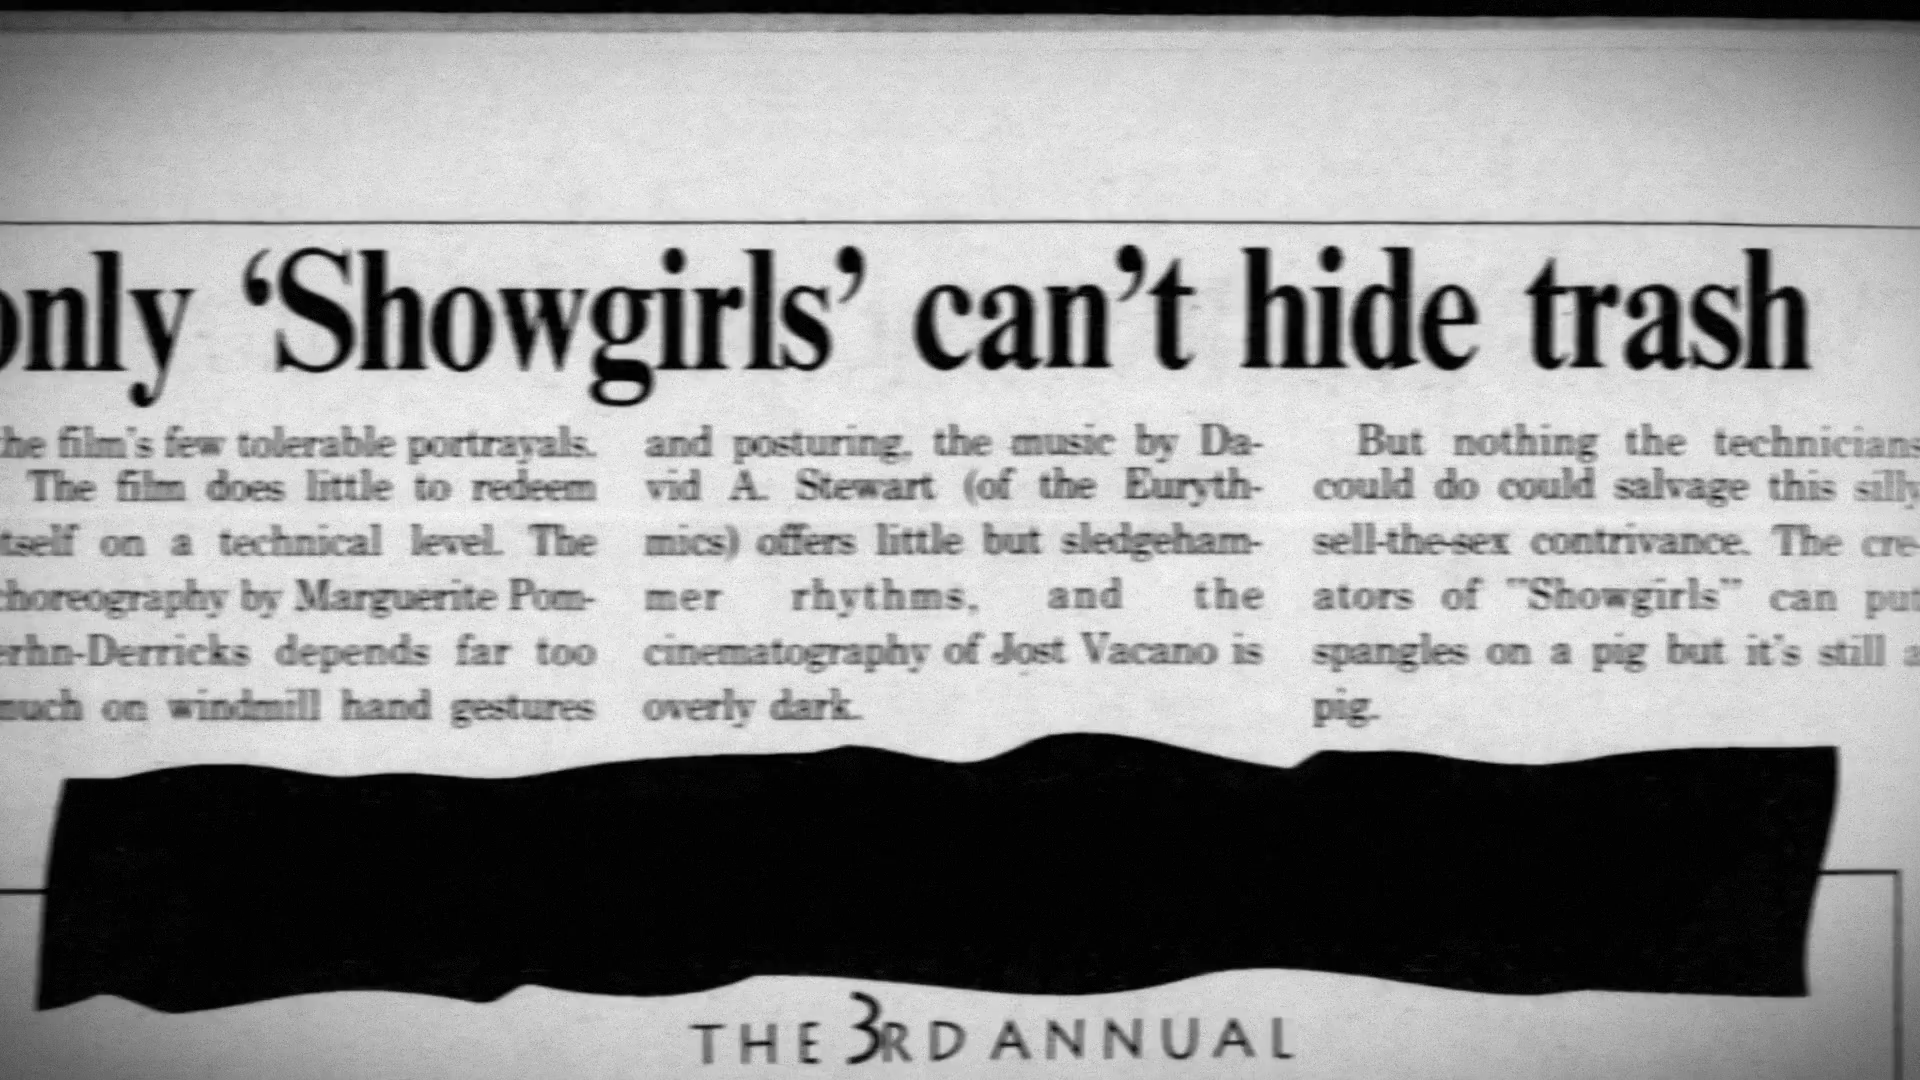 only ‘Showgirls’ can’t hide trash
the film's few tolerable portrayals.
The film does little to redeem
itself on a technical level. The
choreography by Marguerite Pom-
erhn-Derricks depends far too
much on windmill hand gestures
and posturing, the music by Da-
vid A. Stewart (of the Euryth-
mics) offers little but sledgeham-
mer rhythms, and the
cinematography of Jost Vacano is
overly dark.
But nothing the technicians
could do could salvage this silly
sell-the-sex contrivance. The cre-
ators of "Showgirls" can put
spangles on a pig but it's still a
pig.
THE 3RD ANNUAL